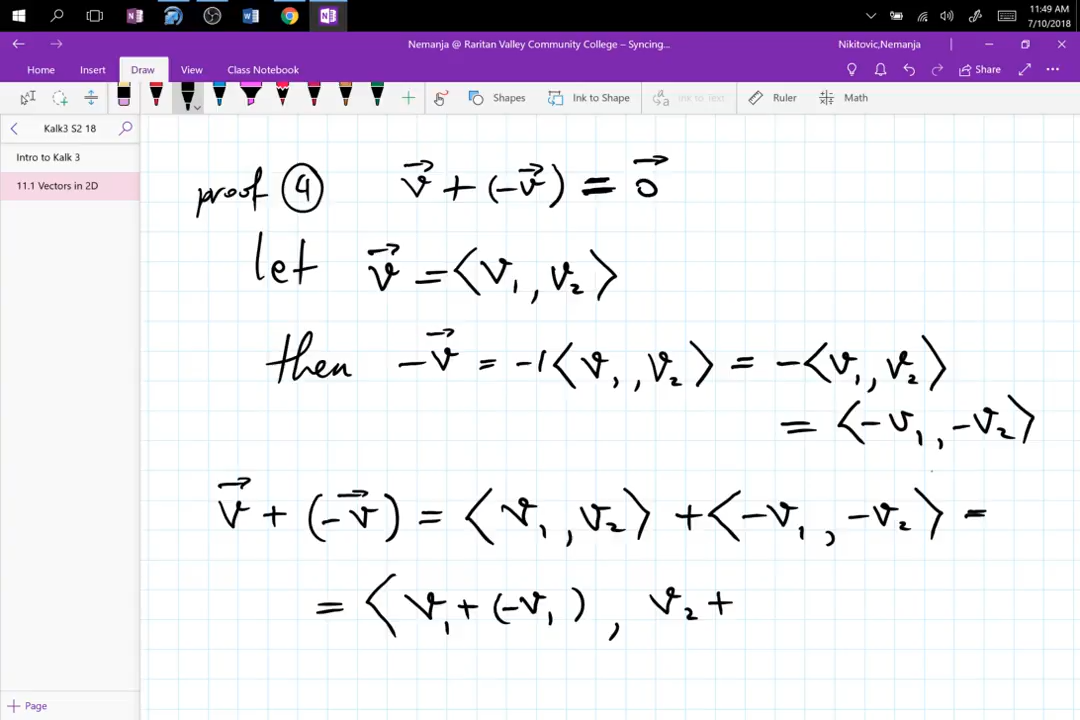 11:49 AM
7/10/2018
Nemanja @ Raritan Valley Community College – Syncing...
Nikitovic,Nemanja
Home Insert Draw View Class Notebook Share
Shapes Ink to Shape Ink to Text Ruler Math
Kalk3 S2 18
Intro to Kalk 3
11.1 Vectors in 2D
proof ④ v⃗ + (-v⃗) = 0⃗
let v⃗ = ⟨v₁, v₂⟩
then -v⃗ = -1⟨v₁, v₂⟩ = -⟨v₁, v₂⟩
= ⟨-v₁, -v₂⟩
v⃗ + (-v⃗) = ⟨v₁, v₂⟩ + ⟨-v₁, -v₂⟩ =
= ⟨v₁ + (-v₁), v₂ +
+ Page